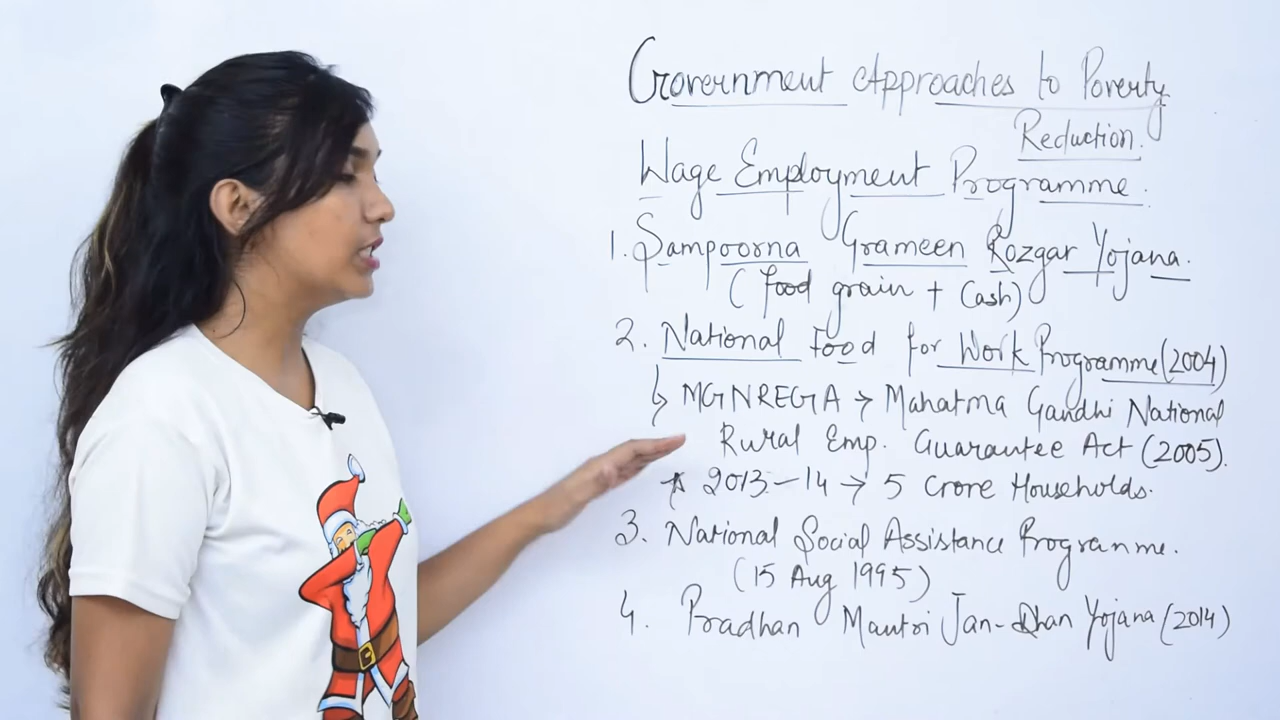 Government Approaches to Poverty
Reduction.
Wage Employment Programme.
1. Sampoorna Grameen Rozgar Yojana.
(food grain + Cash)
2. National Food for Work Programme (2004)
↳ MGNREGA → Mahatma Gandhi National
Rural Emp. Guarantee Act (2005).
* 2013-14 → 5 Crore Households.
3. National Social Assistance Programme.
(15 Aug 1995)
4. Pradhan Mantri Jan-Dhan Yojana (2014)